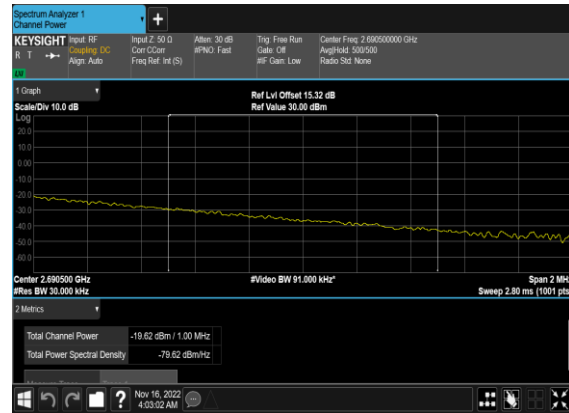 Spectrum Analyzer 1
Channel Power
+
KEYSIGHT Input: RF Input Z: 50 Ω Atten: 30 dB Trig: Free Run Center Freq: 2.690500000 GHz
R T Coupling: DC Corr CCorr #PNO: Fast Gate: Off Avg|Hold: 500/500
Align: Auto Freq Ref: Int (S) #IF Gain: Low Radio Std: None
1 Graph
Ref Lvl Offset 15.32 dB
Scale/Div 10.0 dB Ref Value 30.00 dBm
Log
20.0
10.0
0.00
-10.0
-20.0
-30.0
-40.0
-50.0
-60.0
Center 2.690500 GHz #Video BW 91.000 kHz* Span 2 MHz
#Res BW 30.000 kHz Sweep 2.80 ms (1001 pts)
2 Metrics
Total Channel Power -19.62 dBm / 1.00 MHz
Total Power Spectral Density -79.62 dBm/Hz
?
Nov 16, 2022
4:03:02 AM